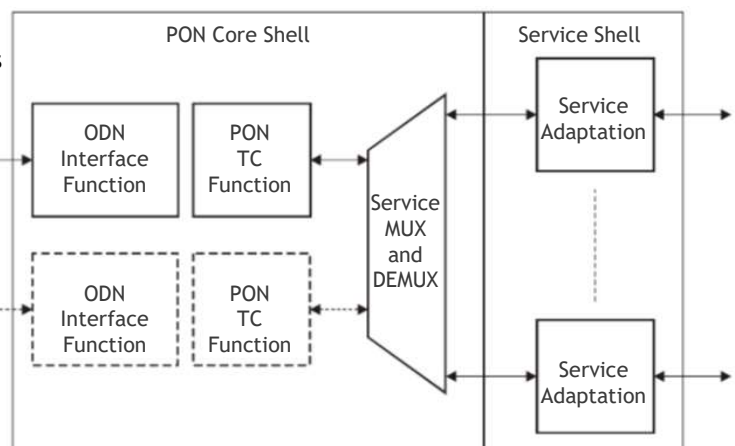 PON Core Shell
Service Shell
s
ODN
Interface
Function
PON
TC
Function
Service
MUX
and
DEMUX
Service
Adaptation
ODN
Interface
Function
PON
TC
Function
Service
Adaptation